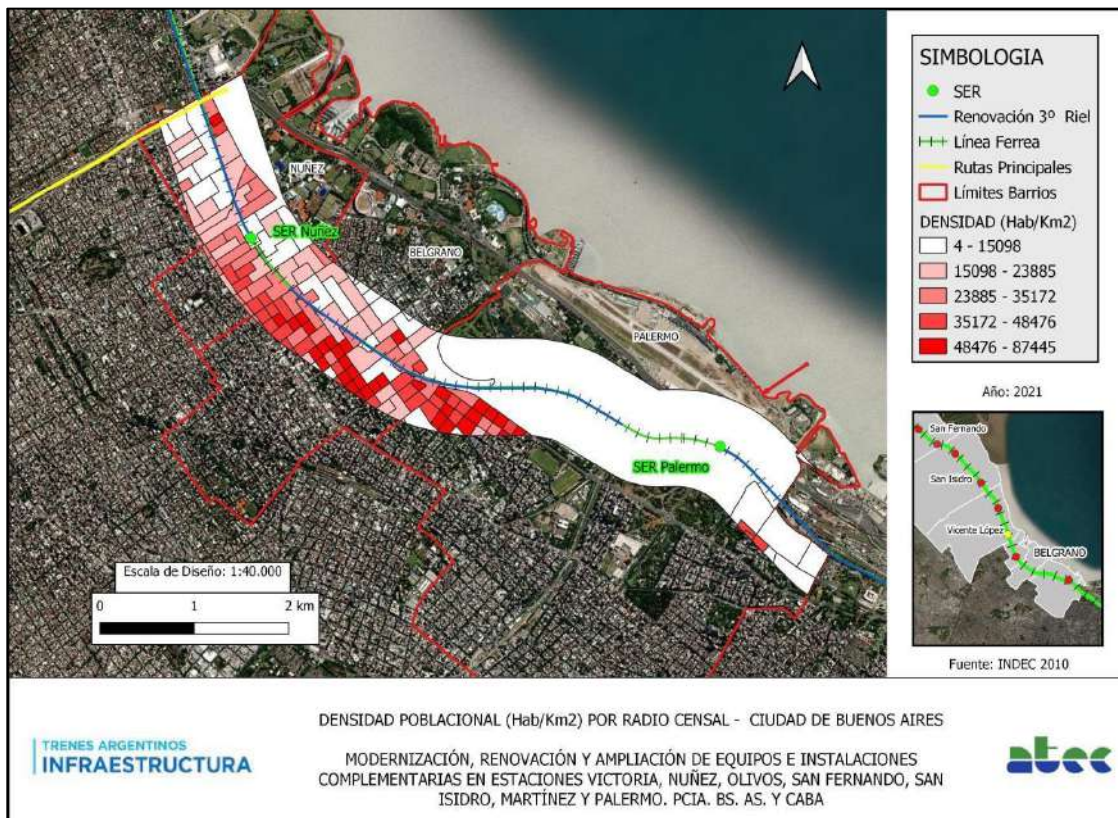 NUÑEZ
SER Nuñez
BELGRANO
PALERMO
SER Palermo
Escala de Diseño: 1:40.000
0 1 2 km
SIMBOLOGIA
SER
Renovación 3º Riel
Línea Ferrea
Rutas Principales
Límites Barrios
DENSIDAD (Hab/Km2)
4 - 15098
15098 - 23885
23885 - 35172
35172 - 48476
48476 - 87445
Año: 2021
San Fernando
San Isidro
Vicente López
BELGRANO
Fuente: INDEC 2010
TRENES ARGENTINOS
INFRAESTRUCTURA
DENSIDAD POBLACIONAL (Hab/Km2) POR RADIO CENSAL - CIUDAD DE BUENOS AIRES
MODERNIZACIÓN, RENOVACIÓN Y AMPLIACIÓN DE EQUIPOS E INSTALACIONES
COMPLEMENTARIAS EN ESTACIONES VICTORIA, NUÑEZ, OLIVOS, SAN FERNANDO, SAN
ISIDRO, MARTÍNEZ Y PALERMO. PCIA. BS. AS. Y CABA
atec